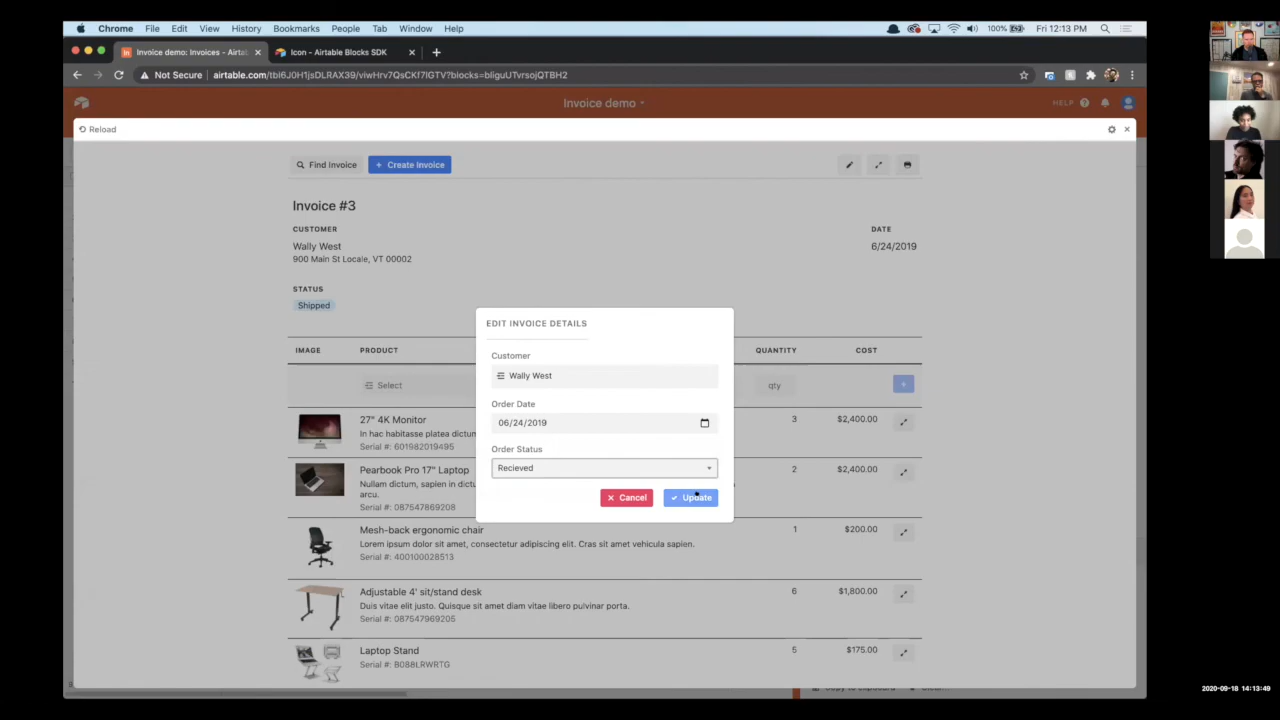 Chrome File Edit View History Bookmarks People Tab Window Help 100% Fri 12:13 PM
Invoice demo: Invoices - Airta
Icon - Airtable Blocks SDK
Not Secure airtable.com/tbl6J0H1jsDLRAX39/viwHrv7QsCKf7lGTV?blocks=bliguUTvrsojQTBH2
Invoice demo
HELP
Reload
Find Invoice
+ Create Invoice
Invoice #3
CUSTOMER DATE
Wally West 6/24/2019
900 Main St Locale, VT 00002
STATUS
Shipped
EDIT INVOICE DETAILS
Customer
Wally West
Order Date
06/24/2019
Order Status
Recieved
Cancel
Update
IMAGE PRODUCT QUANTITY COST
Select qty +
27" 4K Monitor 3 $2,400.00
In hac habitasse platea dictum
Serial #: 601982019495
Pearbook Pro 17" Laptop 2 $2,400.00
Nullam dictum, sapien in dictu
arcu.
Serial #: 087547869208
Mesh-back ergonomic chair 1 $200.00
Lorem ipsum dolor sit amet, consectetur adipiscing elit. Cras sit amet vehicula sapien.
Serial #: 400100028513
Adjustable 4' sit/stand desk 6 $1,800.00
Duis vitae elit justo. Quisque sit amet diam vitae libero pulvinar porta.
Serial #: 087547969205
Laptop Stand 5 $175.00
Serial #: B088LRWRTG
2020-09-18 14:13:49